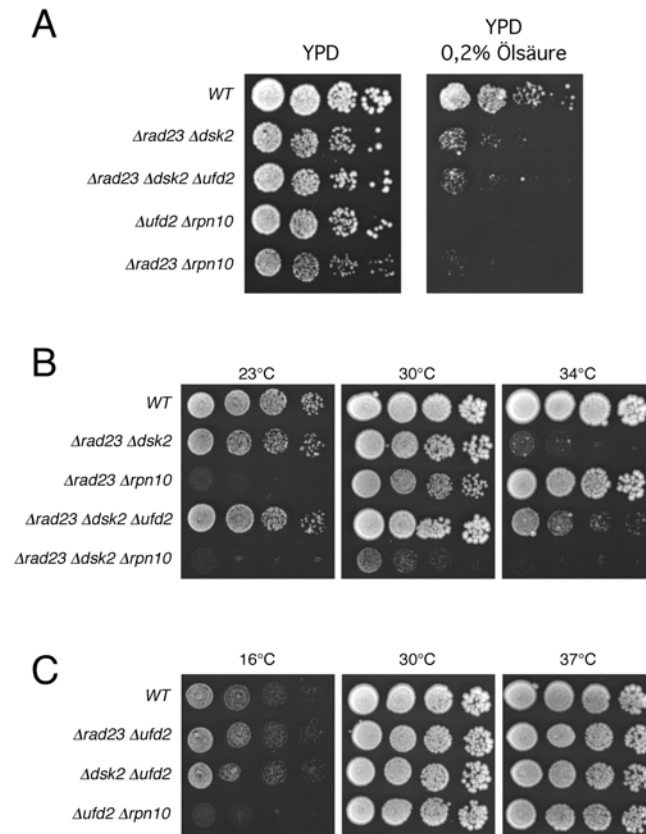 A
YPD
YPD
0,2% Ölsäure
WT
Δrad23 Δdsk2
Δrad23 Δdsk2 Δufd2
Δufd2 Δrpn10
Δrad23 Δrpn10
B
23°C
30°C
34°C
WT
Δrad23 Δdsk2
Δrad23 Δrpn10
Δrad23 Δdsk2 Δufd2
Δrad23 Δdsk2 Δrpn10
C
16°C
30°C
37°C
WT
Δrad23 Δufd2
Δdsk2 Δufd2
Δufd2 Δrpn10